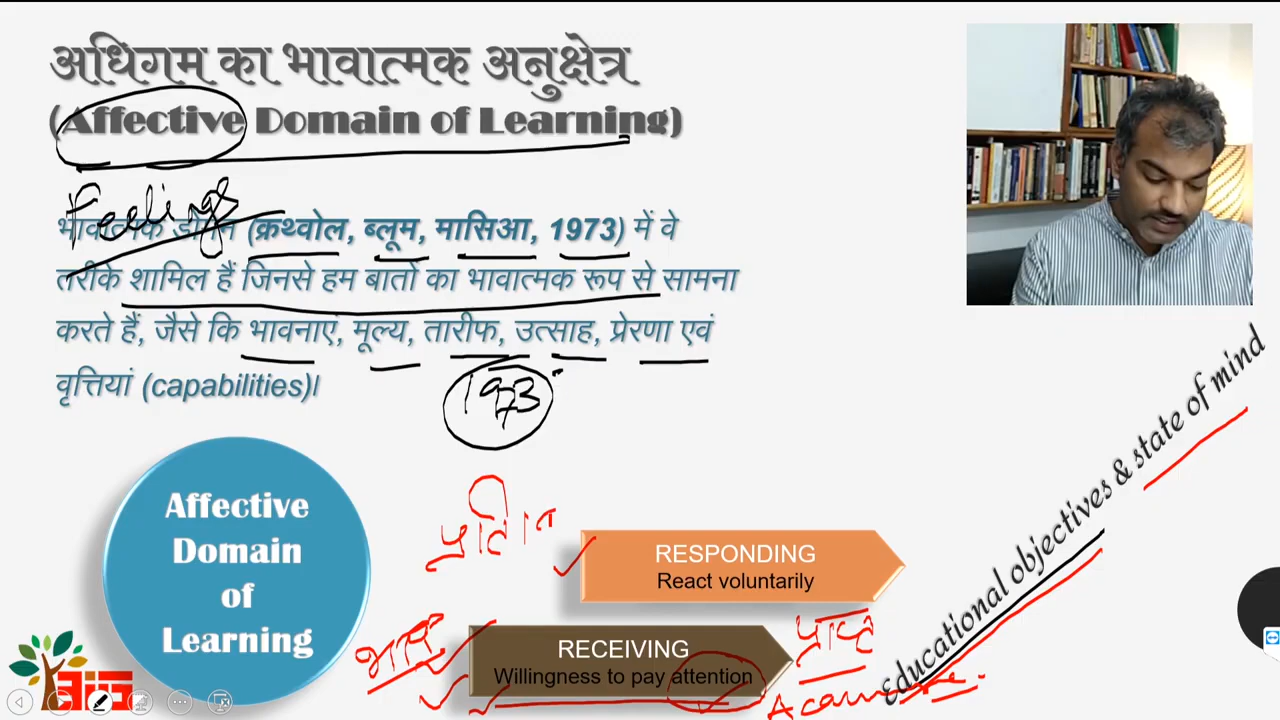 अधिगम का भावात्मक अनुक्षेत्र
(Affective Domain of Learning)
Feelings
भावात्मक डोमेन (क्रथ्वोल, ब्लूम, मासिआ, 1973) में वे
तरीके शामिल हैं जिनसे हम बातों का भावात्मक रूप से सामना
करते हैं, जैसे कि भावनाएं, मूल्य, तारीफ, उत्साह, प्रेरणा एवं
वृत्तियां (capabilities)।
1973
Affective
Domain
of
Learning
RESPONDING
React voluntarily
RECEIVING
Willingness to pay attention
Educational objectives & state of mind